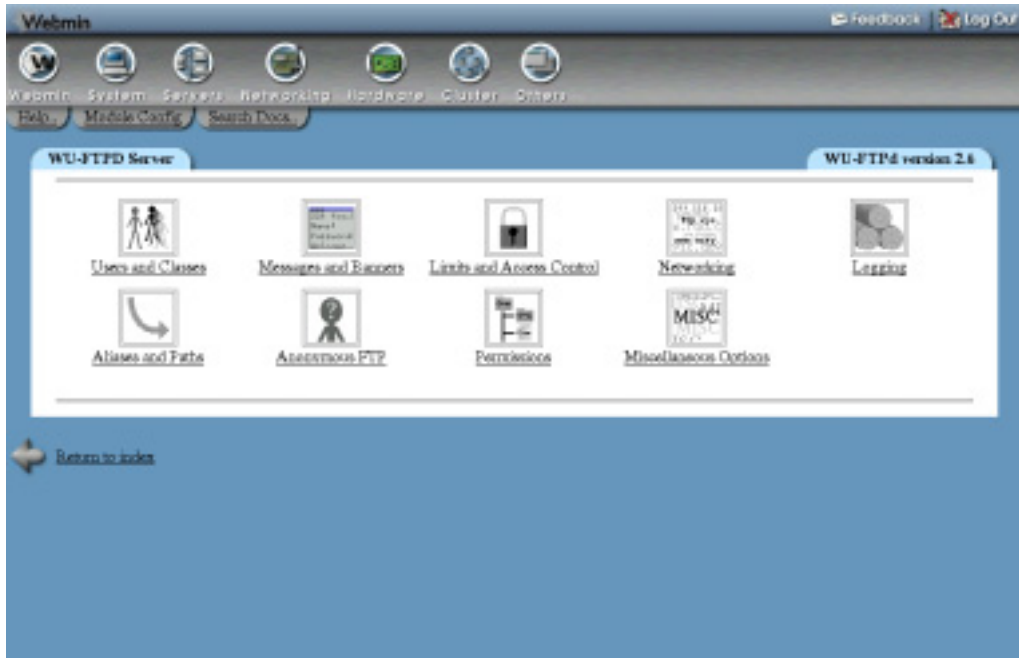 Webmin
Feedback
Log Out
Webmin System Servers Networking Hardware Cluster Others
Help.. Module Config Search Docs..
WU-FTPD Server
WU-FTPd version 2.6
Users and Classes
Messages and Banners
Limits and Access Control
Networking
Logging
Aliases and Paths
Anonymous FTP
MISC
Permissions
Miscellaneous Options
Return to index